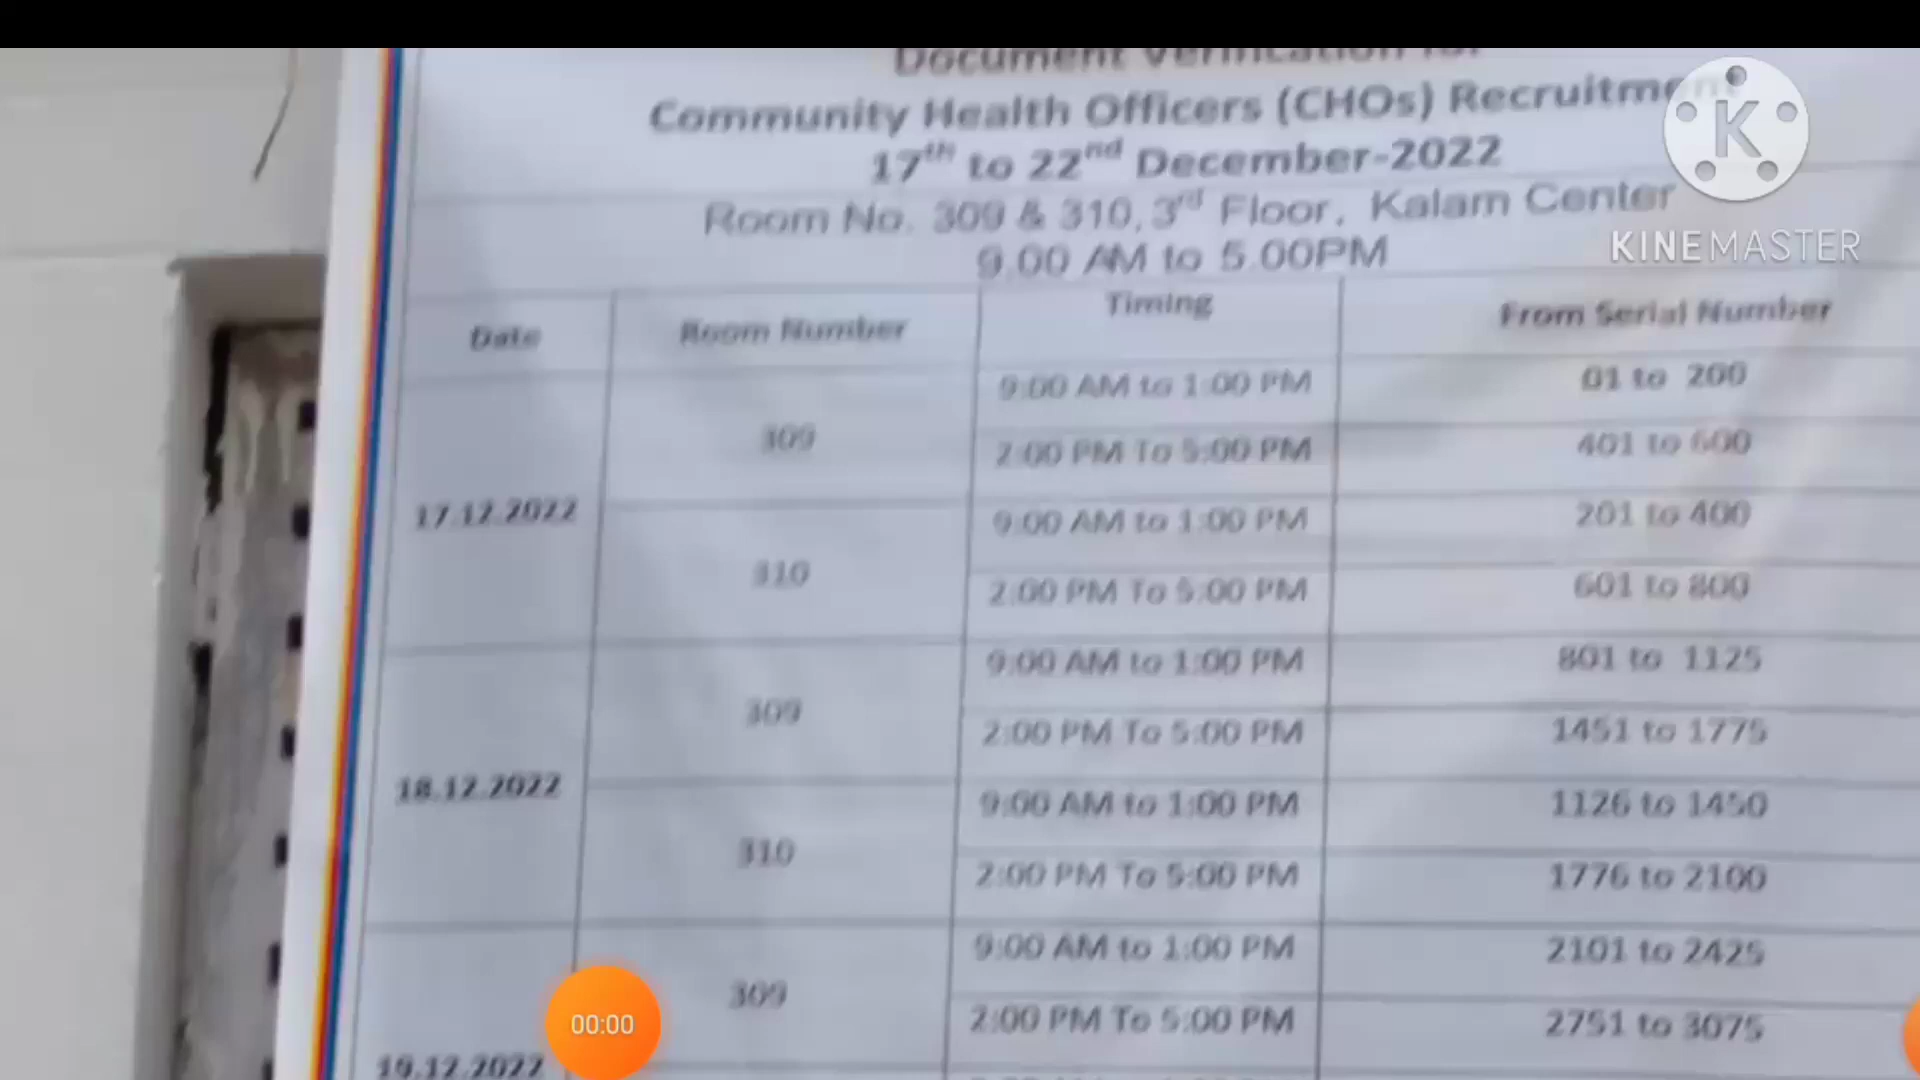 Document Verification for
Community Health Officers (CHOs) Recruitment
17th to 22nd December-2022
Room No. 309 & 310, 3rd Floor, Kalam Center
9.00 AM to 5.00PM
KINEMASTER
Date Room Number Timing From Serial Number
17.12.2022 309 9:00 AM to 1:00 PM 01 to 200
2:00 PM To 5:00 PM 401 to 600
310 9:00 AM to 1:00 PM 201 to 400
2:00 PM To 5:00 PM 601 to 800
18.12.2022 309 9:00 AM to 1:00 PM 801 to 1125
2:00 PM To 5:00 PM 1451 to 1775
310 9:00 AM to 1:00 PM 1126 to 1450
2:00 PM To 5:00 PM 1776 to 2100
19.12.2022 309 9:00 AM to 1:00 PM 2101 to 2425
2:00 PM To 5:00 PM 2751 to 3075
00:00